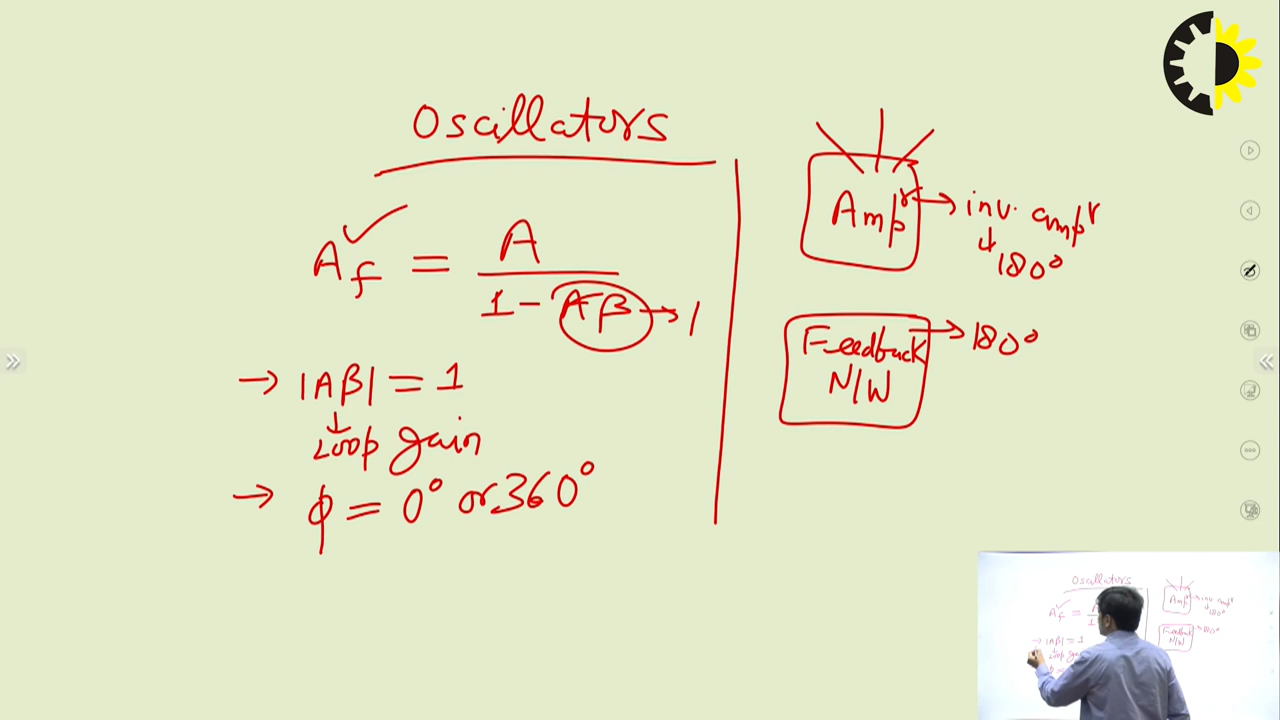 Oscillators
Af = A
1 - Aβ → 1
→ |Aβ| = 1
↓
Loop gain
→ φ = 0° or 360°
Ampr → inv. ampr
↓
180°
Feedback → 180°
N/W